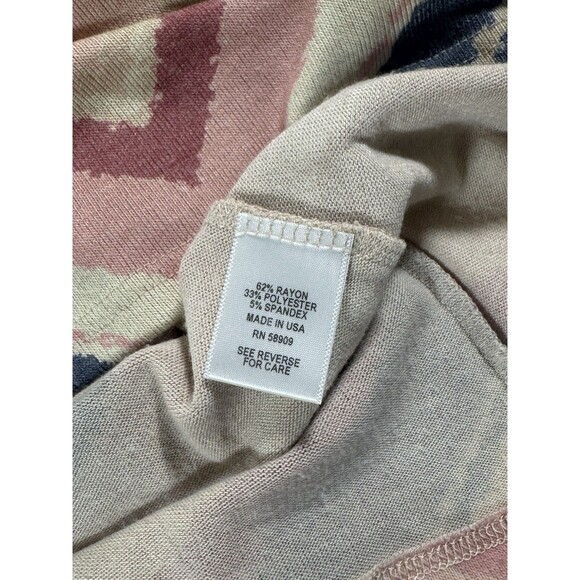 62% RAYON
33% POLYESTER
5% SPANDEX
MADE IN USA
RN 58909
SEE REVERSE
FOR CARE